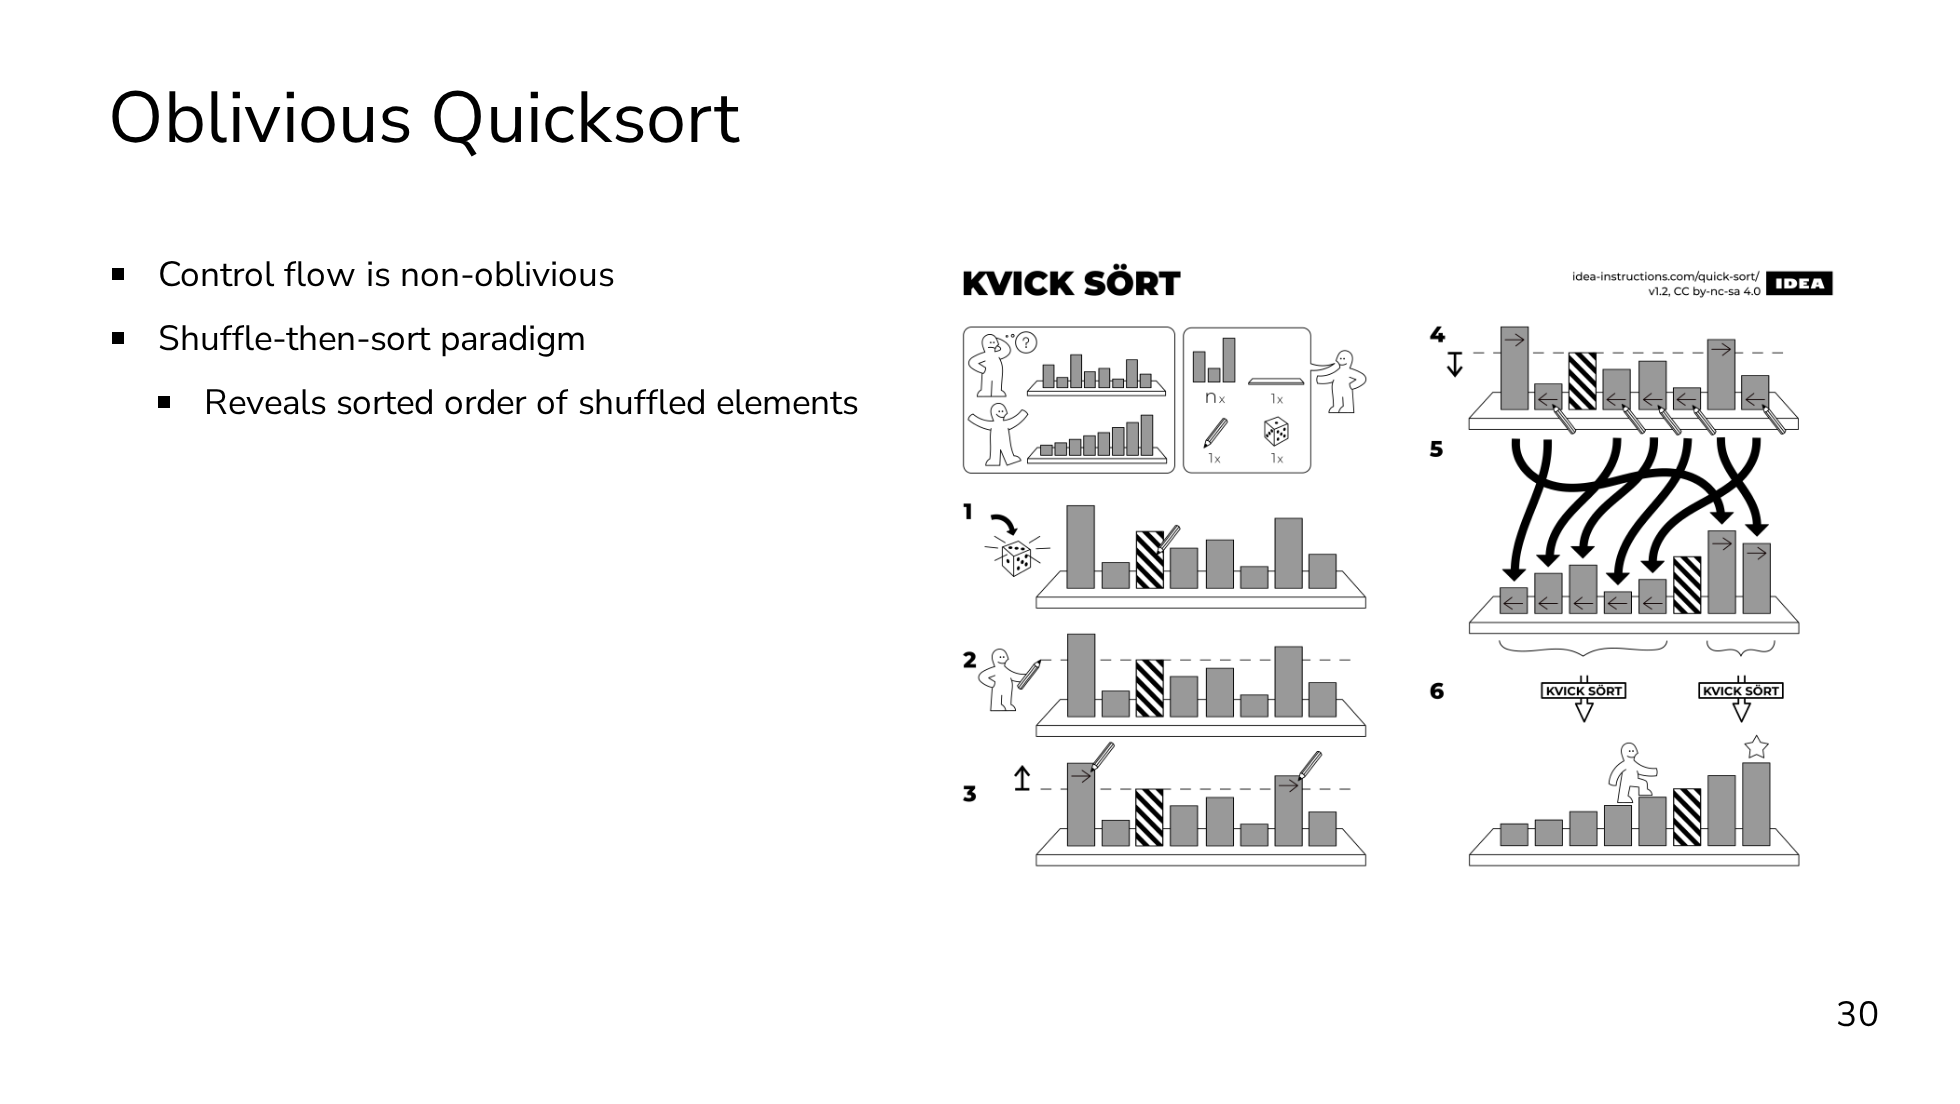 Oblivious Quicksort
Control flow is non-oblivious
Shuffle-then-sort paradigm
Reveals sorted order of shuffled elements
KVICK SÖRT
idea-instructions.com/quick-sort/
v1.2, CC by-nc-sa 4.0
IDEA
?
nx
1x
1x
1x
1
2
3
4
5
6
KVICK SÖRT
KVICK SÖRT
30